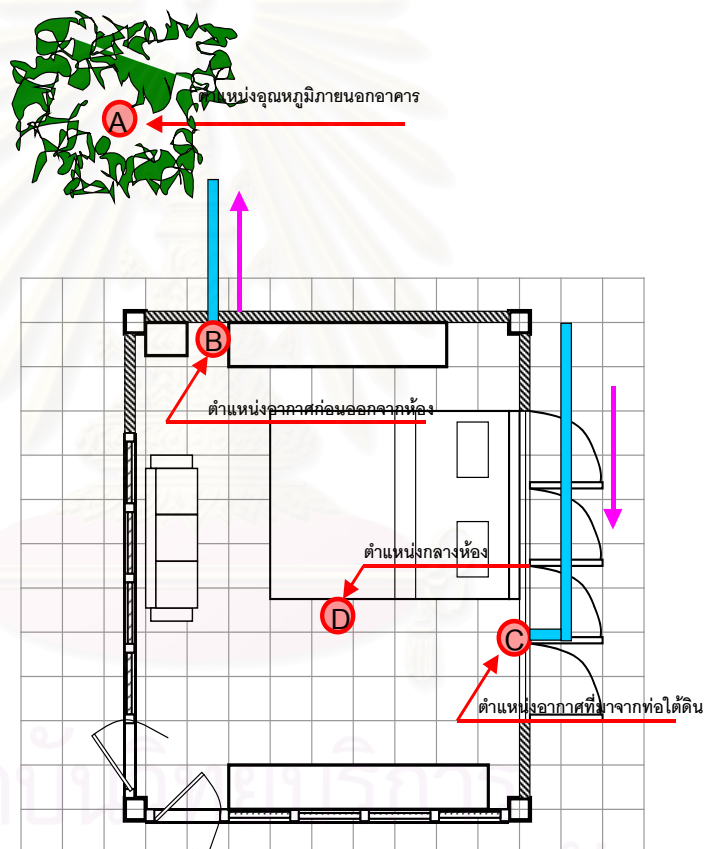 ตำแหน่งอุณหภูมิภายนอกอาคาร
A
B
ตำแหน่งอากาศก่อนออกจากห้อง
ตำแหน่งกลางห้อง
D
C
ตำแหน่งอากาศที่มาจากท่อใต้ดิน